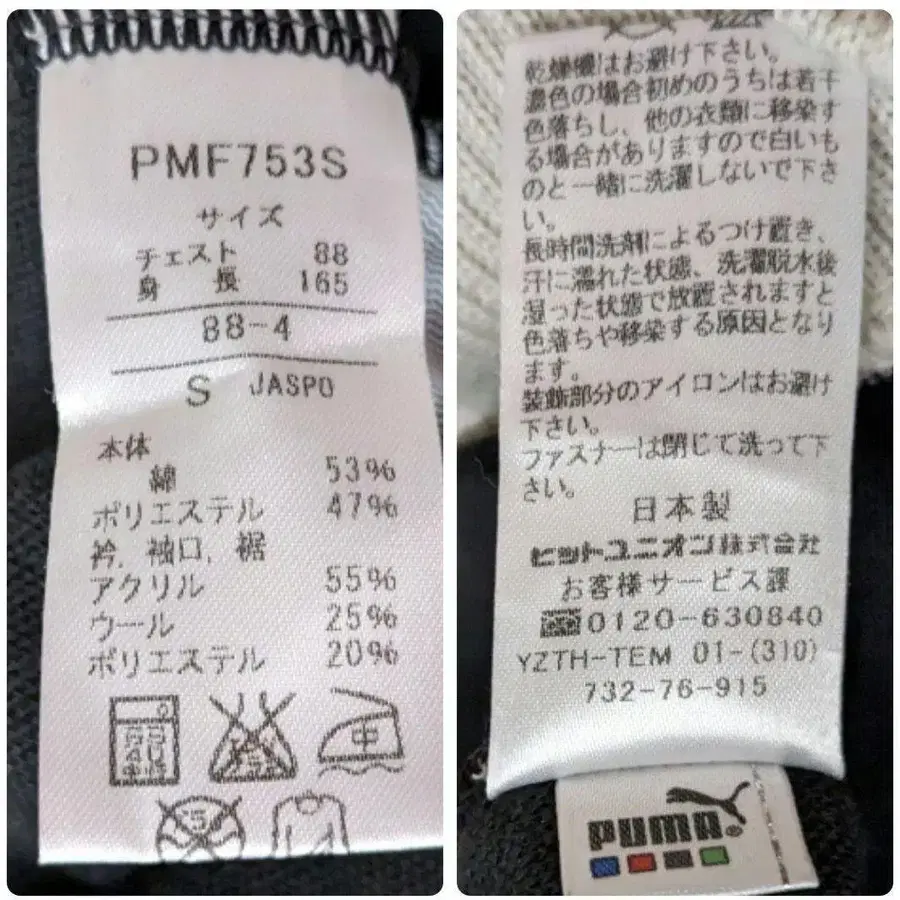 PMF753S
サイズ
チェスト 88
身長 165
88-4
S JASPO
本体
綿 53%
ポリエステル 47%
衿．袖口．裾
アクリル 55%
ウール 25%
ポリエステル 20%
中
乾燥機はお避け下さい。
濃色の場合初めのうちは若干
色落ちし、他の衣類に移染す
る場合がありますので白いも
のと一緒に洗濯しないで下さ
い。
長時間洗剤によるつけ置き、
汗に濡れた状態、洗濯脱水後
湿った状態で放置されますと
色落ちや移染する原因となり
ます。
装飾部分のアイロンはお避け
下さい。
ファスナーは閉じて洗って下
さい。
日本製
ヒットユニオン株式会社
お客様サービス課
0120-630840
YZTH-TEM 01-(310)
732-76-915
PUMA®